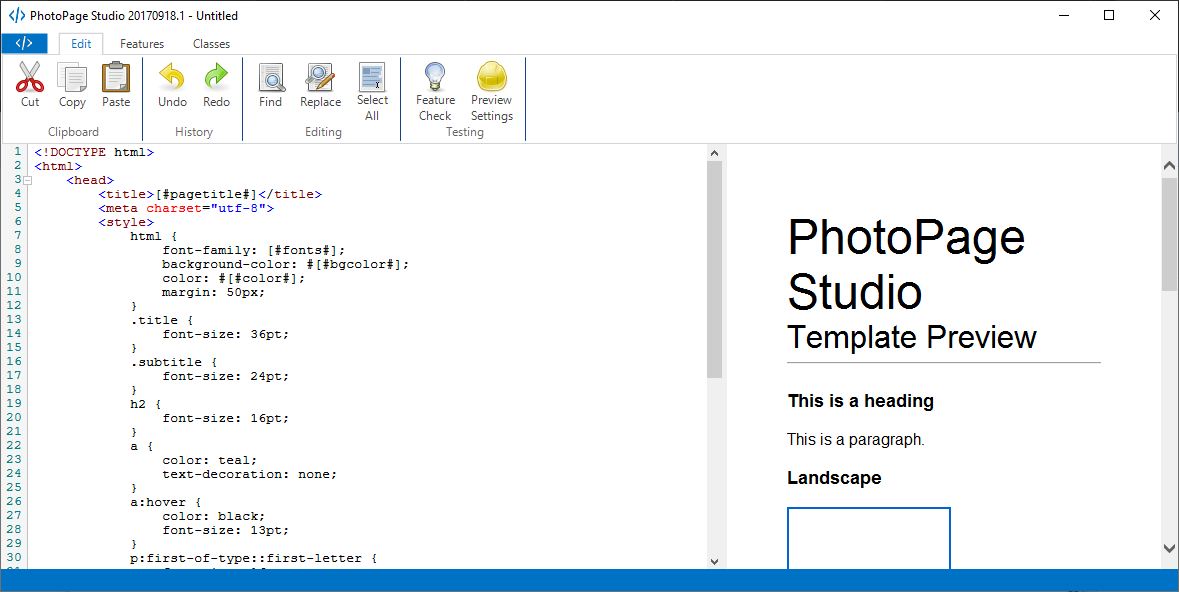 PhotoPage Studio 20170918.1 - Untitled
</> Edit Features Classes
Cut Copy Paste Undo Redo Find Replace Select All Feature Check Preview Settings
Clipboard History Editing Testing
1 <!DOCTYPE html>
2 <html>
3 <head>
4 <title>[#pagetitle#]</title>
5 <meta charset="utf-8">
6 <style>
7 html {
8 font-family: [#fonts#];
9 background-color: #[#bgcolor#];
10 color: #[#color#];
11 margin: 50px;
12 }
13 .title {
14 font-size: 36pt;
15 }
16 .subtitle {
17 font-size: 24pt;
18 }
19 h2 {
20 font-size: 16pt;
21 }
22 a {
23 color: teal;
24 text-decoration: none;
25 }
26 a:hover {
27 color: black;
28 font-size: 13pt;
29 }
30 p:first-of-type::first-letter {
PhotoPage
Studio
Template Preview
This is a heading
This is a paragraph.
Landscape